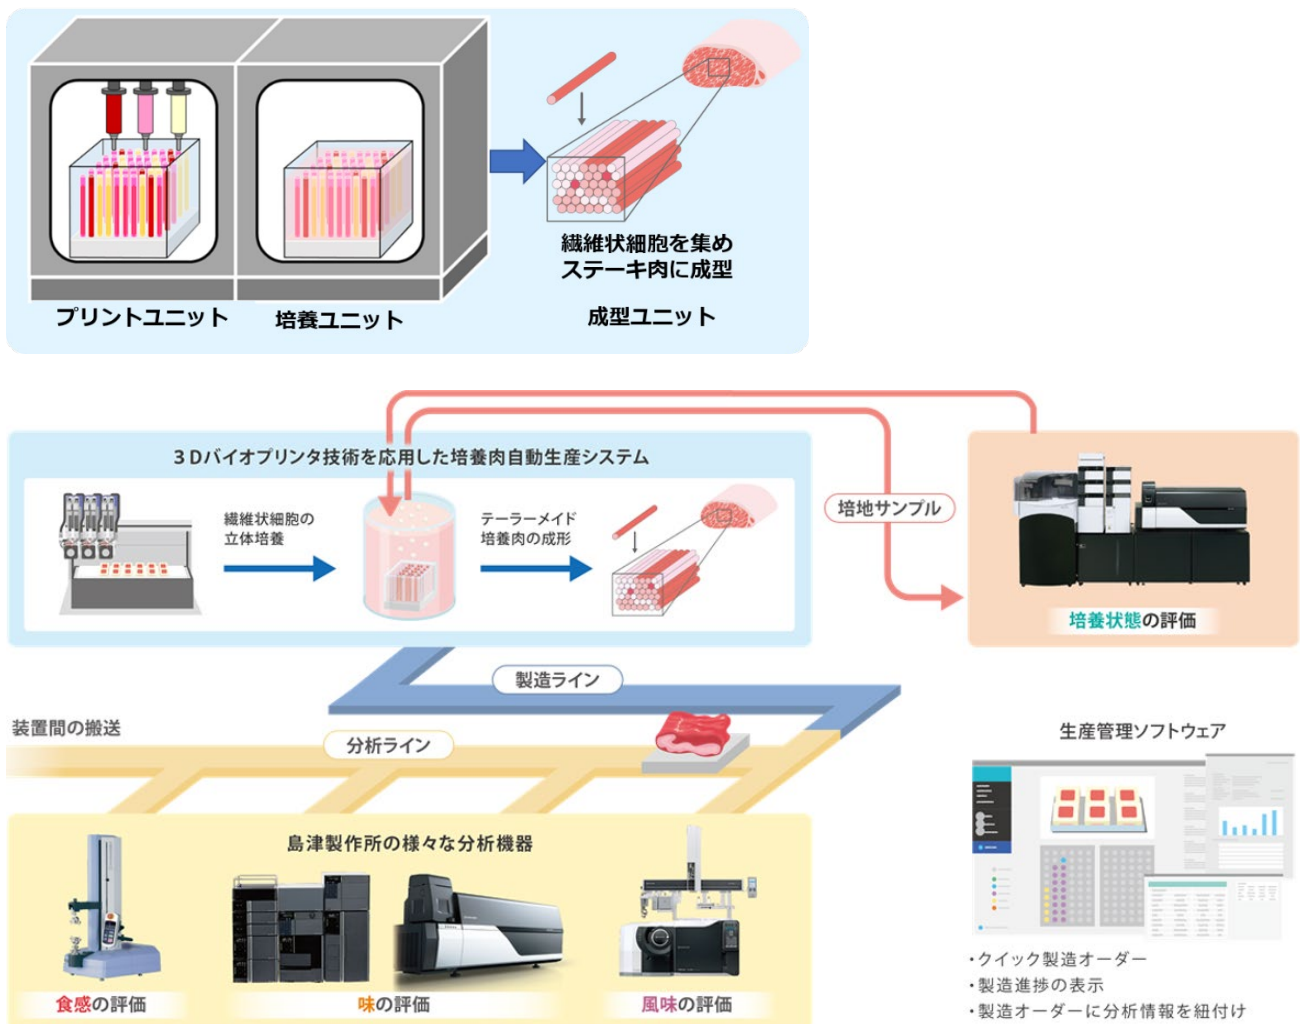 繊維状細胞を集め
ステーキ肉に成型
プリントユニット
培養ユニット
成型ユニット
3Dバイオプリンタ技術を応用した培養肉自動生産システム
繊維状細胞の
立体培養
テーラーメイド
培養肉の成形
培地サンプル
培養状態の評価
製造ライン
装置間の搬送
分析ライン
生産管理ソフトウェア
島津製作所の様々な分析機器
食感の評価
味の評価
風味の評価
・クイック製造オーダー
・製造進捗の表示
・製造オーダーに分析情報を紐付け